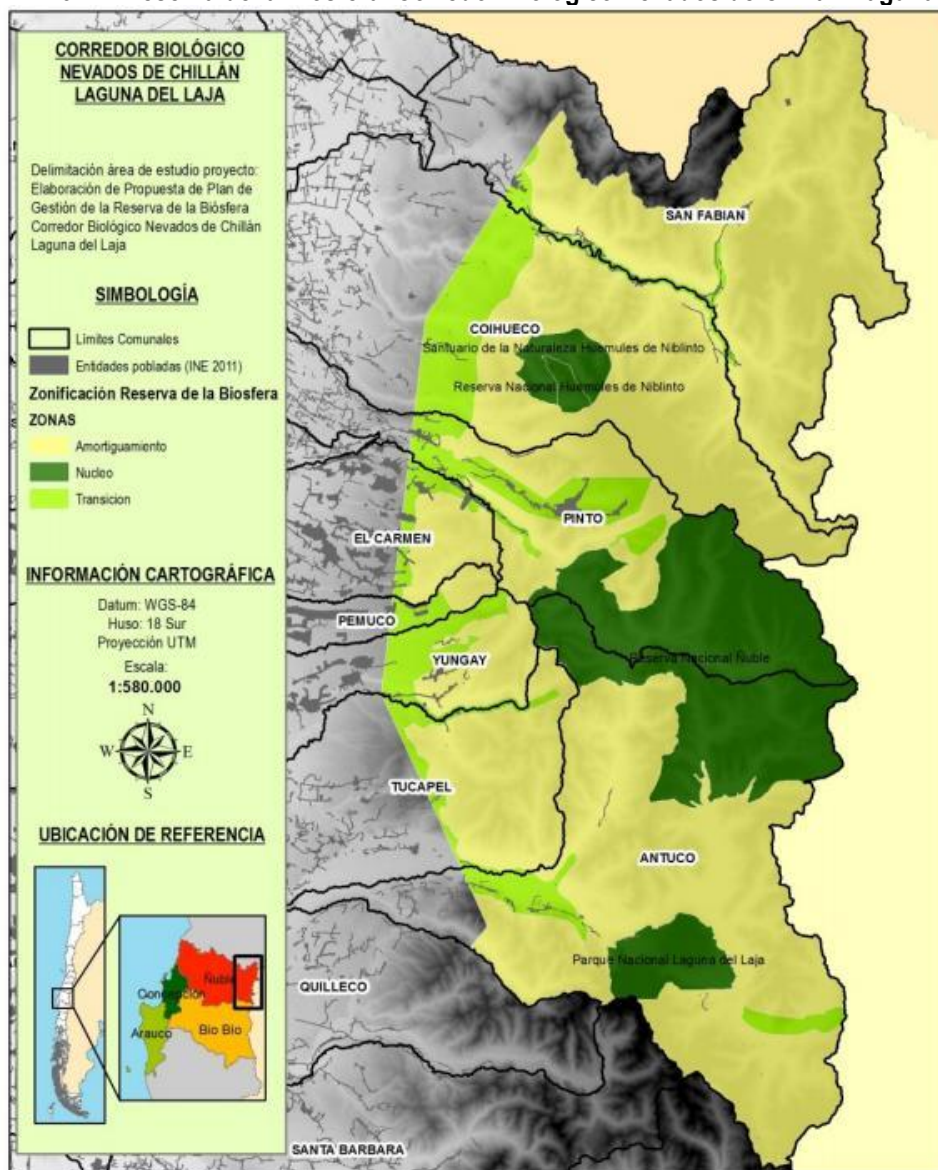 CORREDOR BIOLÓGICO
NEVADOS DE CHILLÁN
LAGUNA DEL LAJA
Delimitación área de estudio proyecto:
Elaboración de Propuesta de Plan de
Gestión de la Reserva de la Biósfera
Corredor Biológico Nevados de Chillán
Laguna del Laja
SIMBOLOGÍA
Límites Comunales
Entidades pobladas (INE 2011)
Zonificación Reserva de la Biosfera
ZONAS
Amortiguamiento
Nucleo
Transicion
INFORMACIÓN CARTOGRÁFICA
Datum: WGS-84
Huso: 18 Sur
Proyección UTM
Escala:
1:580.000
N
W E
S
UBICACIÓN DE REFERENCIA
Ñuble
Concepción
Arauco
Bio Bio
SAN FABIAN
COIHUECO
Santuario de la Naturaleza Huemules de Niblinto
Reserva Nacional Huemules de Niblinto
PINTO
EL CARMEN
PEMUCO
YUNGAY
Reserva Nacional Ñuble
TUCAPEL
ANTUCO
Parque Nacional Laguna del Laja
QUILLECO
SANTA BARBARA